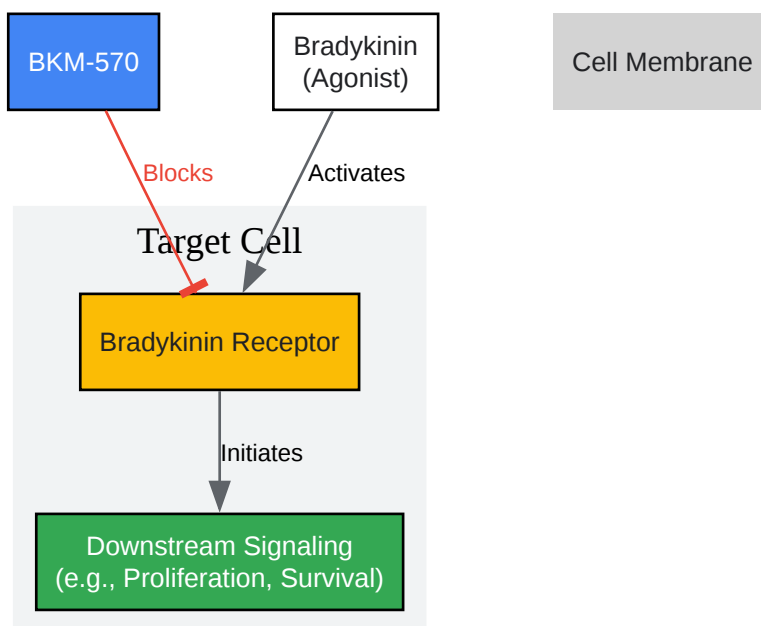 BKM-570
Bradykinin
(Agonist)
Cell Membrane
Blocks
Activates
Target Cell
Bradykinin Receptor
Initiates
Downstream Signaling
(e.g., Proliferation, Survival)